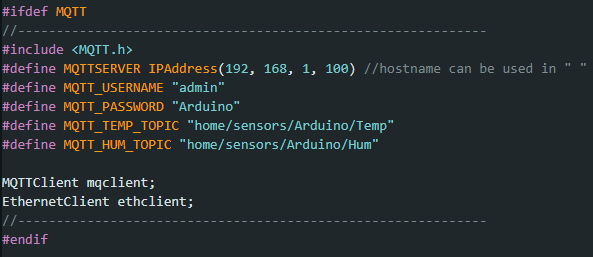 #ifdef MQTT
//-------------------------------------------------------------
#include <MQTT.h>
#define MQTTSERVER IPAddress(192, 168, 1, 100) //hostname can be used in " "
#define MQTT_USERNAME "admin"
#define MQTT_PASSWORD "Arduino"
#define MQTT_TEMP_TOPIC "home/sensors/Arduino/Temp"
#define MQTT_HUM_TOPIC "home/sensors/Arduino/Hum"
MQTTClient mqclient;
EthernetClient ethclient;
//-------------------------------------------------------------
#endif